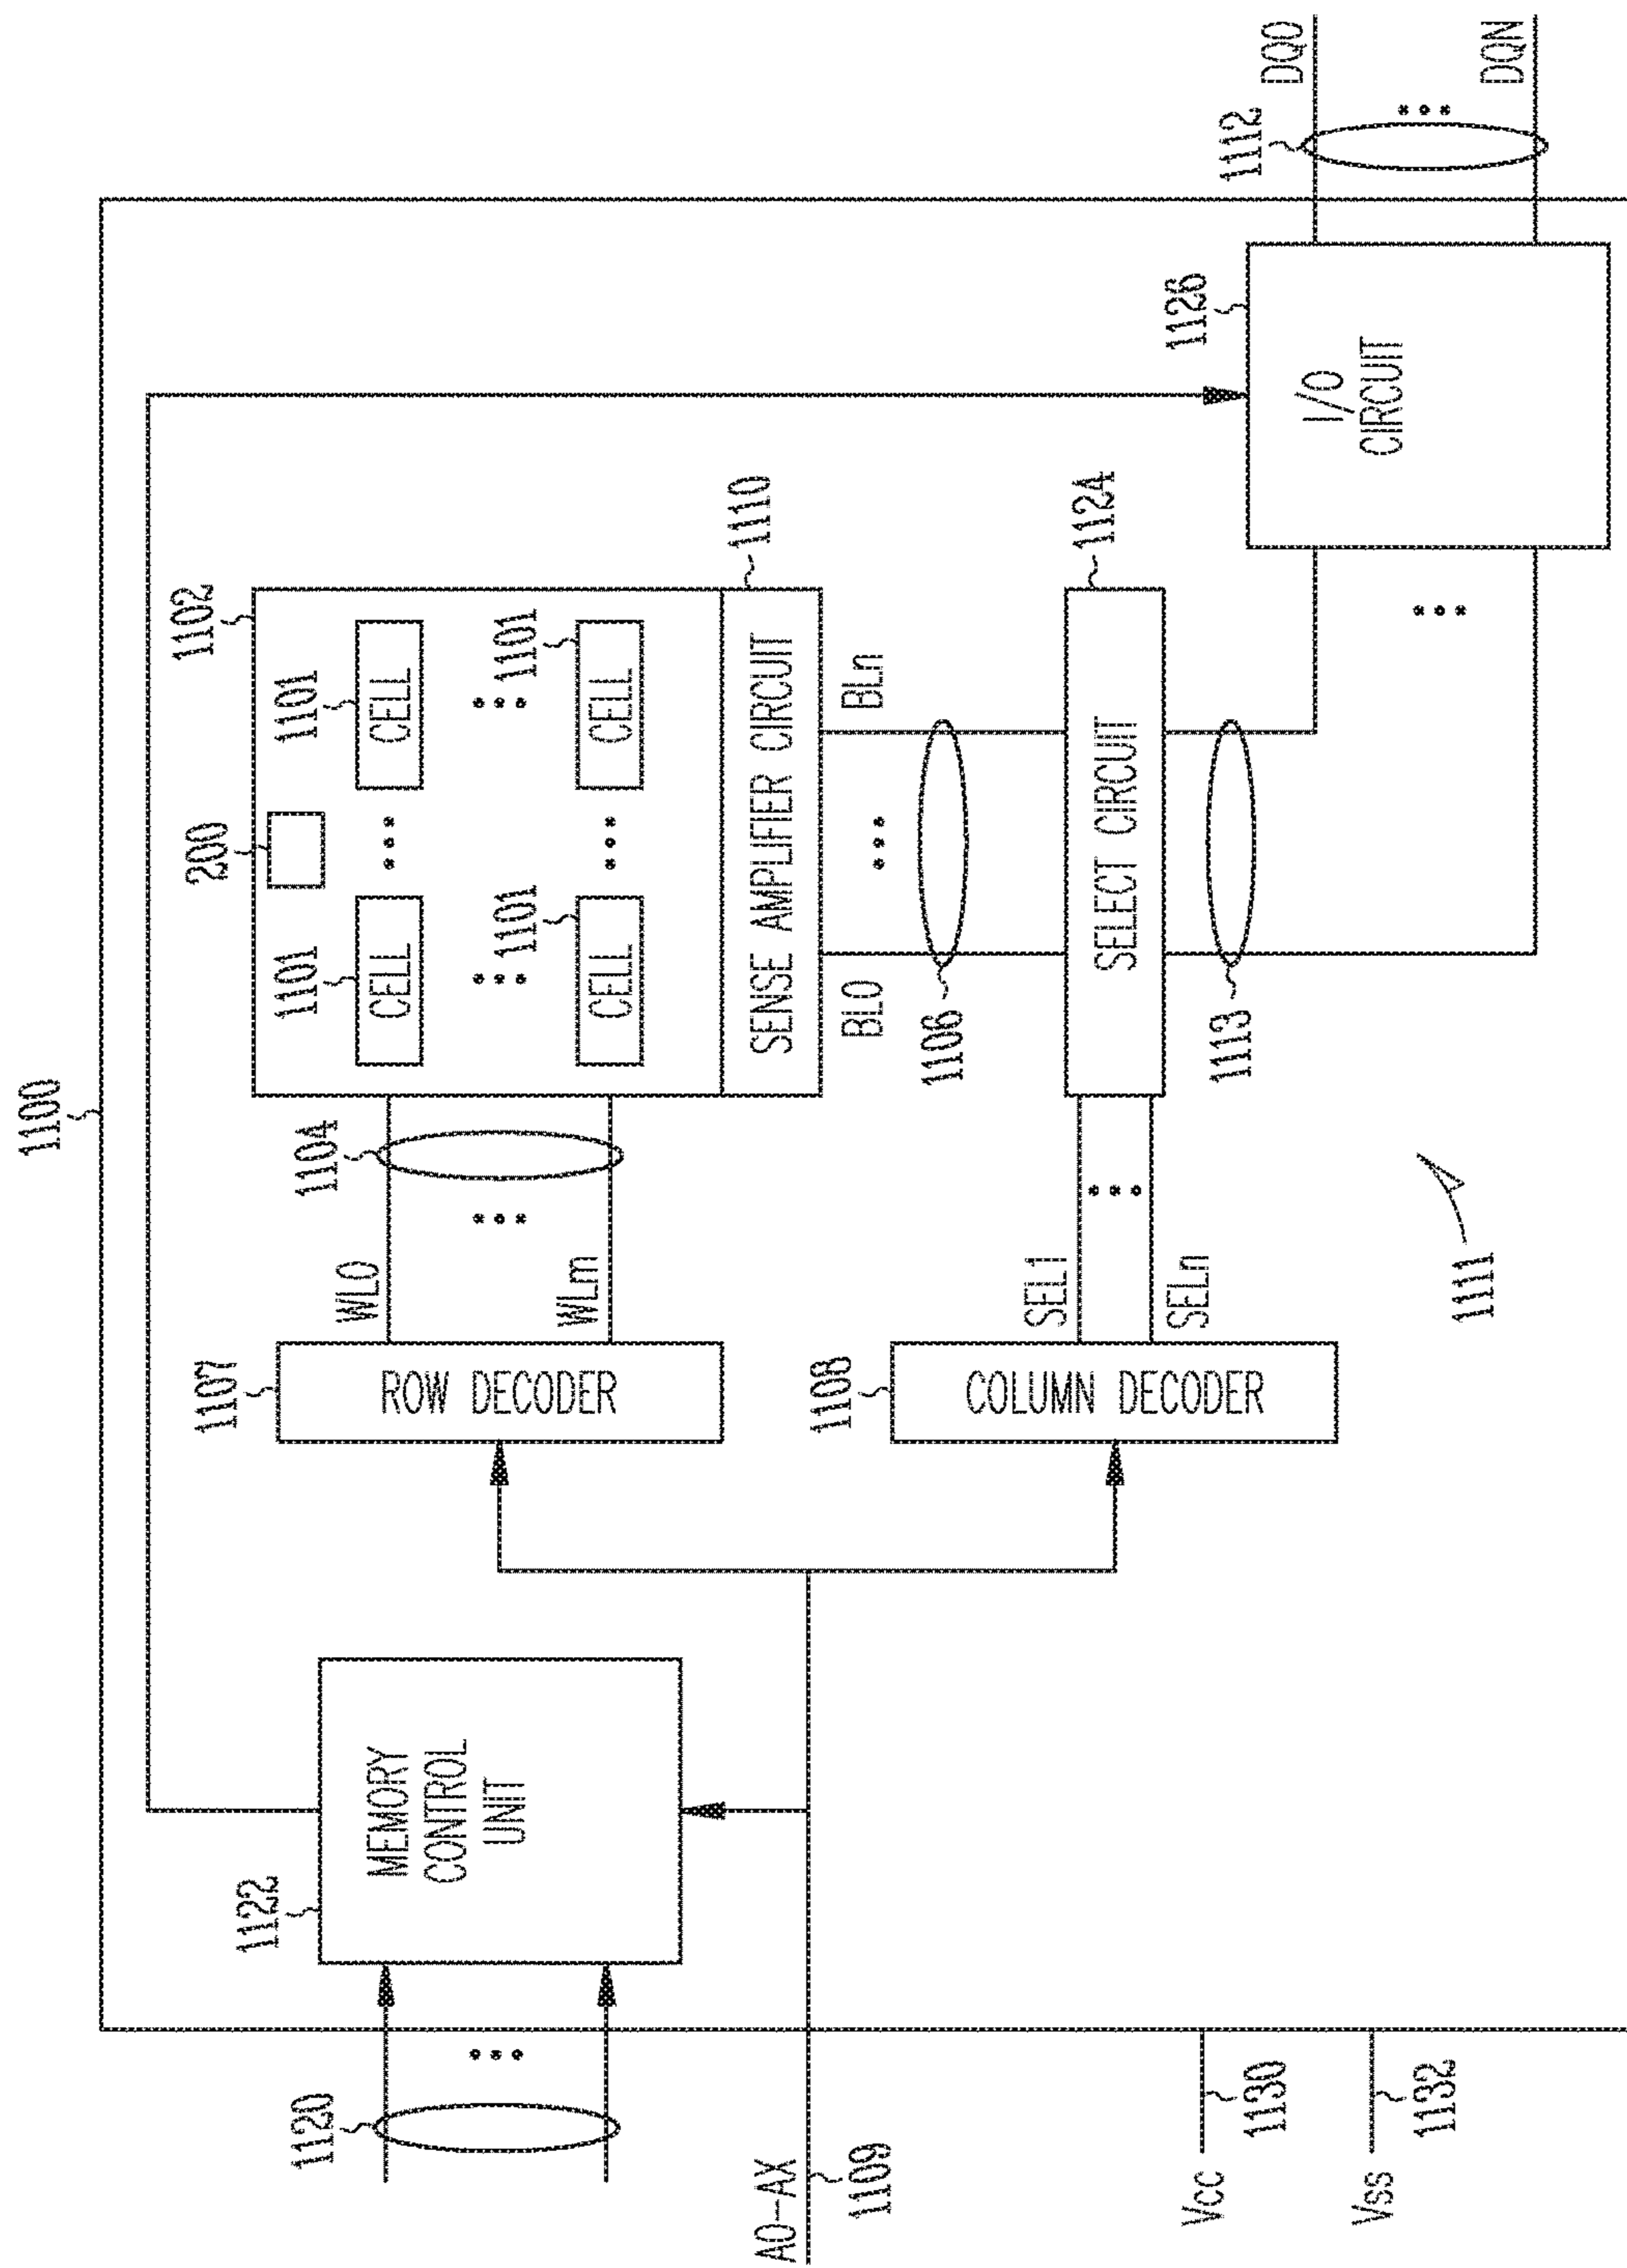 1100
1120
1122
MEMORY
CONTROL
UNIT
A0–AX
1109
1107
ROW DECODER
WL0
WLm
1104
1102
200
1101
CELL
1101
CELL
1101
CELL
1101
CELL
SENSE AMPLIFIER CIRCUIT
1110
BL0
BLn
1106
1108
COLUMN DECODER
SEL1
SELn
SELECT CIRCUIT
1124
1113
1126
I/O
CIRCUIT
1112
DQ0
DQN
1111
Vcc
1130
Vss
1132